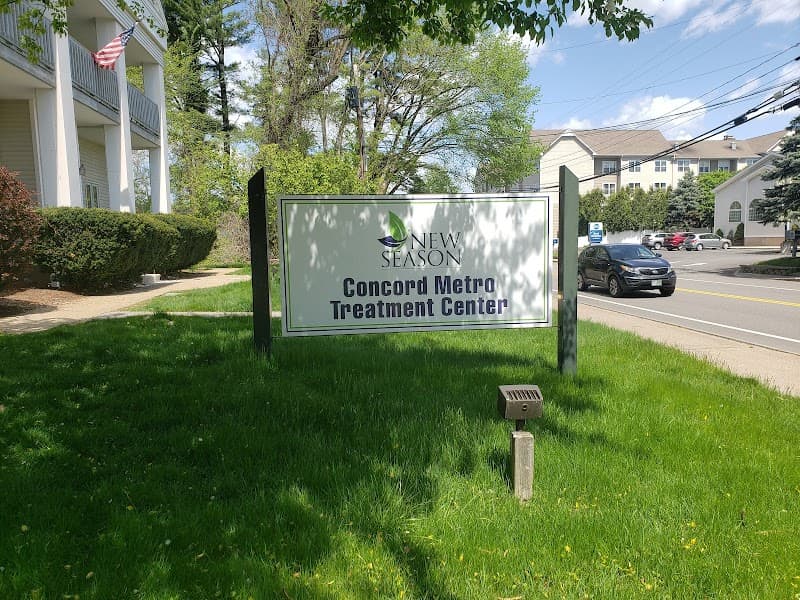 NEW
SEASON
Concord Metro
Treatment Center